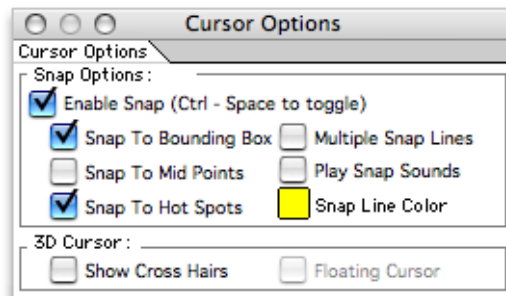 Cursor Options
Cursor Options
Snap Options:
Enable Snap (Ctrl - Space to toggle)
Snap To Bounding Box Multiple Snap Lines
Snap To Mid Points Play Snap Sounds
Snap To Hot Spots Snap Line Color
3D Cursor:
Show Cross Hairs Floating Cursor